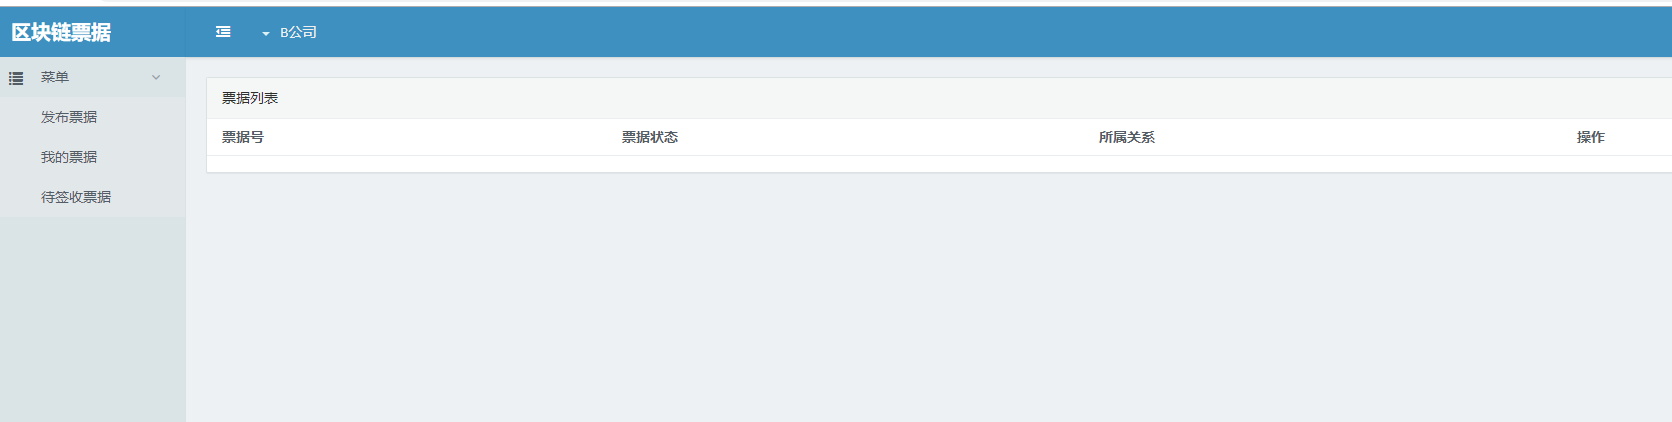 区块链票据
B公司
菜单
发布票据
我的票据
待签收票据
票据列表
票据号 票据状态 所属关系 操作